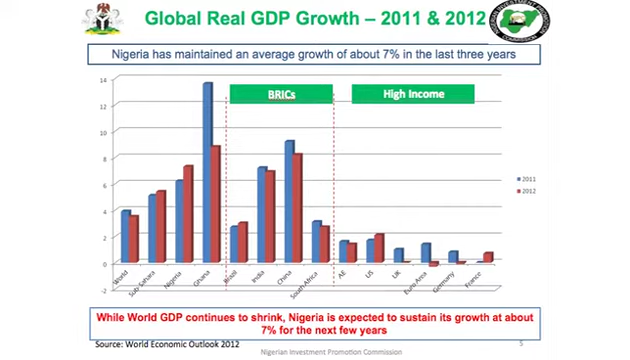 Global Real GDP Growth – 2011 & 2012
Nigeria has maintained an average growth of about 7% in the last three years
BRICs
High Income
14
12
10
8
6
4
2
0
-2
2011
2012
World
Sub-Sahara
Nigeria
Ghana
Brazil
India
China
South Africa
AE
US
UK
Euro Area
Germany
France
While World GDP continues to shrink, Nigeria is expected to sustain its growth at about
7% for the next few years
Source: World Economic Outlook 2012
5
Nigerian Investment Promotion Commission